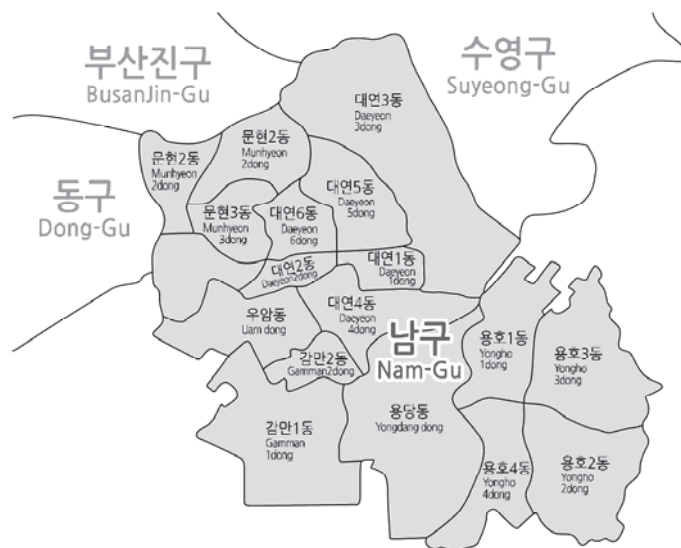 부산진구
BusanJin-Gu
수영구
Suyeong-Gu
대연3동
Daeyeon
3dong
문현2동
Munhyeon
2dong
문현2동
Munhyeon
2dong
동구
Dong-Gu
대연5동
Daeyeon
5dong
문현3동
Munhyeon
3dong
대연6동
Daeyeon
6dong
대연2동
Daeyeon2dong
대연1동
Daeyeon
1dong
대연4동
Daeyeon
4dong
우암동
Uam dong
남구
Nam-Gu
용호1동
Yongho
1dong
용호3동
Yongho
3dong
감만2동
Gamman2dong
감만1동
Gamman
1dong
용당동
Yongdang dong
용호4동
Yongho
4dong
용호2동
Yongho
2dong